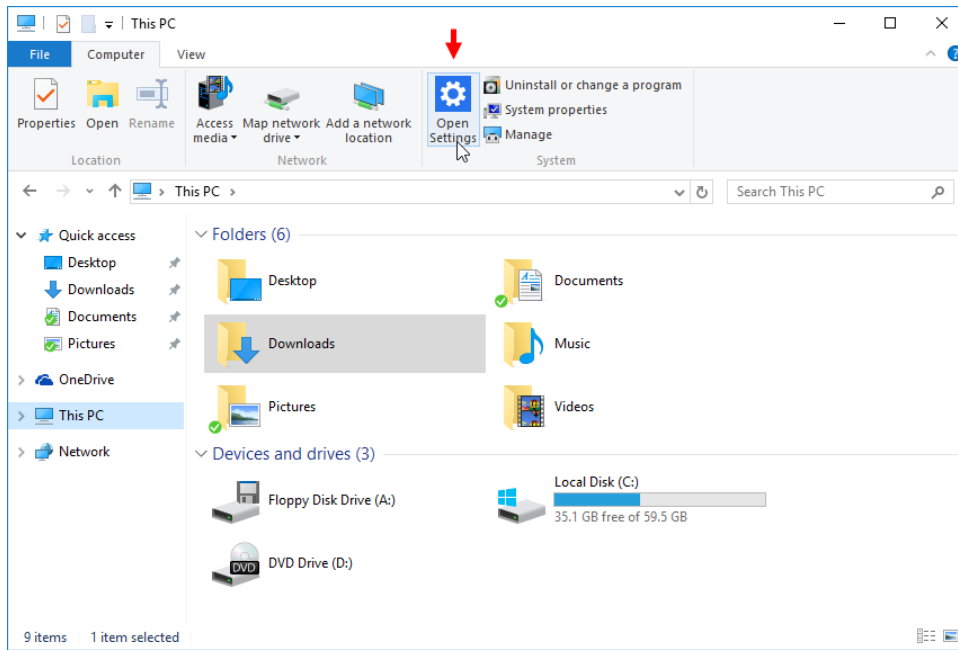 This PC
File Computer View
Properties Open Rename Access media Map network drive Add a network location Open Settings
Uninstall or change a program
System properties
Manage
Location Network System
This PC
Search This PC
Quick access
Desktop
Downloads
Documents
Pictures
OneDrive
This PC
Network
Folders (6)
Desktop
Documents
Downloads
Music
Pictures
Videos
Devices and drives (3)
Floppy Disk Drive (A:)
Local Disk (C:)
35.1 GB free of 59.5 GB
DVD
DVD Drive (D:)
9 items 1 item selected